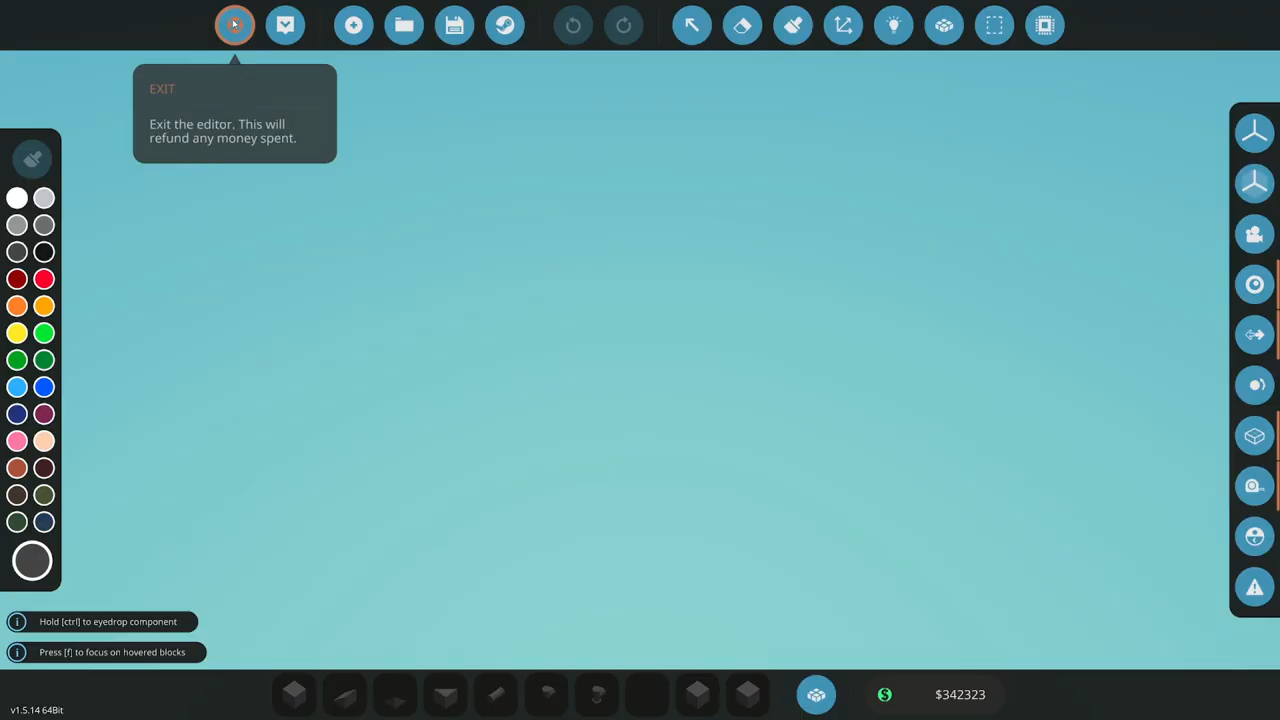 EXIT
Exit the editor. This will
refund any money spent.
Hold [ctrl] to eyedrop component
Press [f] to focus on hovered blocks
$342323
v1.5.14 64Bit